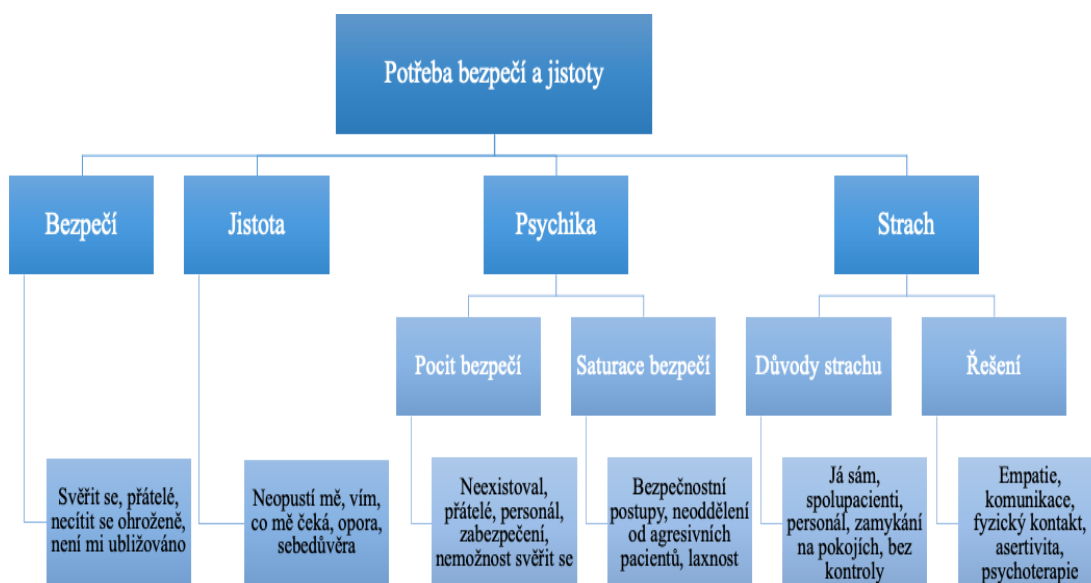 Potřeba bezpečí a jistoty
Bezpečí
Jistota
Psychika
Strach
Pocit bezpečí
Saturace bezpečí
Důvody strachu
Řešení
Svěřit se, přátelé,
necítit se ohroženě,
není mi ubližováno
Neopustí mě, vím,
co mě čeká, opora,
sebedůvěra
Neexistoval,
přátelé, personál,
zabezpečení,
nemožnost svěřit se
Bezpečnostní
postupy, neoddělení
od agresivních
pacientů, laxnost
Já sám,
spolupacienti,
personál, zamykání
na pokojích, bez
kontroly
Empatie,
komunikace,
fyzický kontakt,
asertivita,
psychoterapie